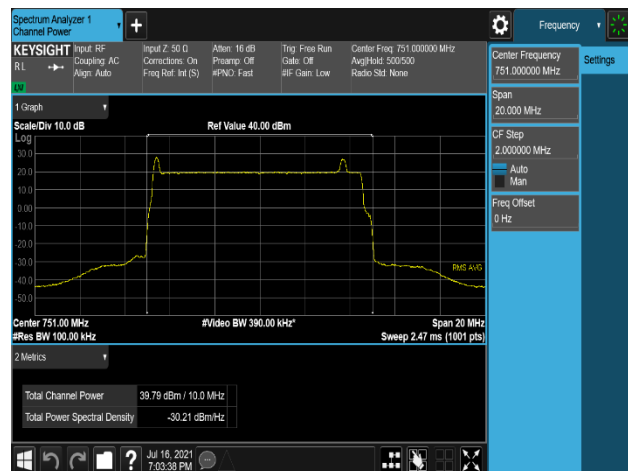 Spectrum Analyzer 1
Channel Power
Frequency
KEYSIGHT
Input: RF
Coupling: AC
Align: Auto
Input Z: 50 Ω
Corrections: On
Freq Ref: Int (S)
Atten: 16 dB
Preamp: Off
#PNO: Fast
Trig: Free Run
Gate: Off
#IF Gain: Low
Center Freq: 751.000000 MHz
Avg|Hold: 500/500
Radio Std: None
RL
Center Frequency
751.000000 MHz
Settings
Span
20.000 MHz
CF Step
2.000000 MHz
Auto
Man
Freq Offset
0 Hz
1 Graph
Scale/Div 10.0 dB
Ref Value 40.00 dBm
Log
30.0
20.0
10.0
0.00
-10.0
-20.0
-30.0
-40.0
-50.0
RMS AVG
Center 751.00 MHz
#Video BW 390.00 kHz*
Span 20 MHz
#Res BW 100.00 kHz
Sweep 2.47 ms (1001 pts)
2 Metrics
Total Channel Power 39.79 dBm / 10.0 MHz
Total Power Spectral Density -30.21 dBm/Hz
?
Jul 16, 2021
7:03:38 PM